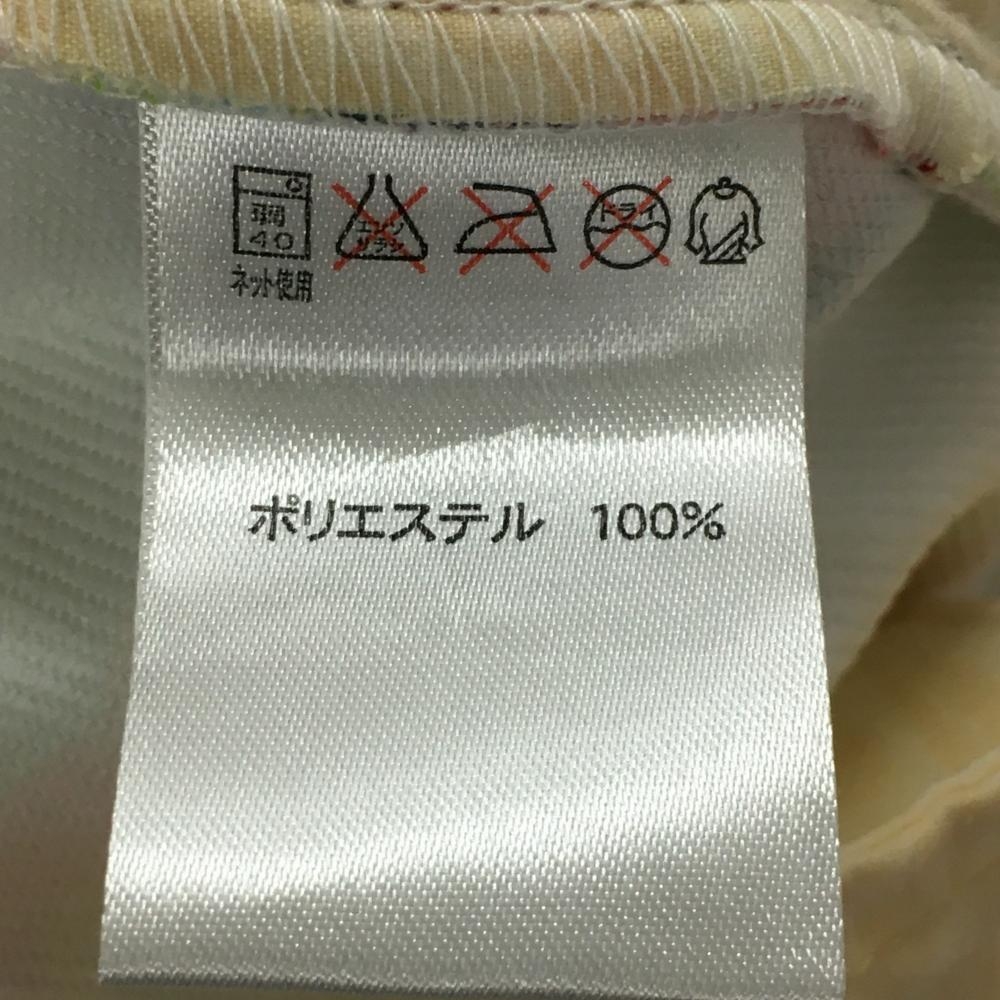 弱
40
ネット使用
エンソ
サラシ
ドライ
ポリエステル 100%